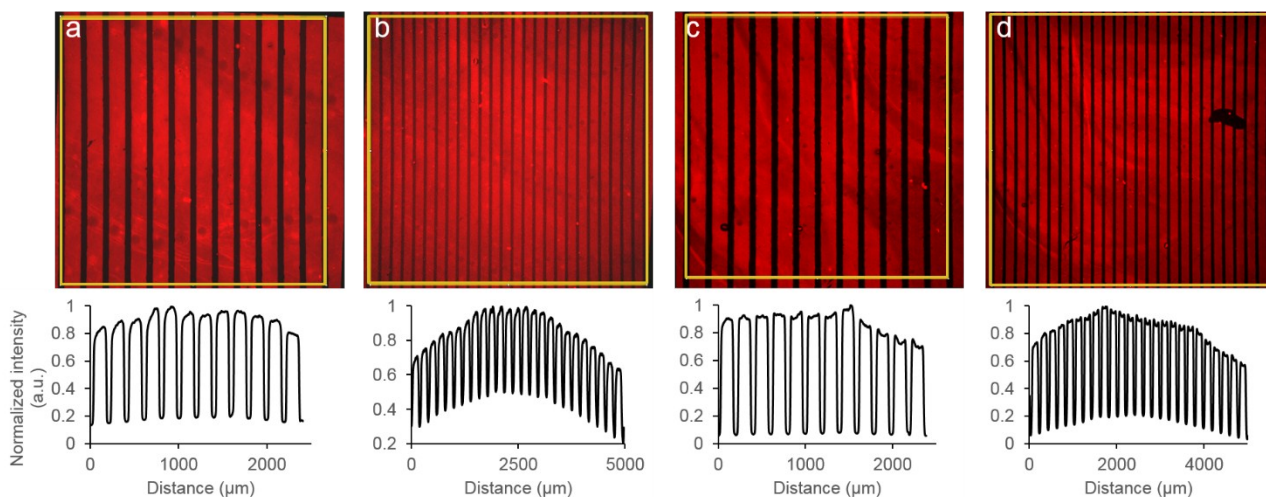 a b c d
Normalized intensity
(a.u.)
1 1 1 1
0.8 0.8 0.8 0.8
0.6 0.6 0.6 0.6
0.4 0.4 0.4 0.4
0.2 0.2 0.2 0.2
0 0 0
0 1000 2000 0 2500 5000 0 1000 2000 0 2000 4000
Distance (µm) Distance (µm) Distance (µm) Distance (µm)